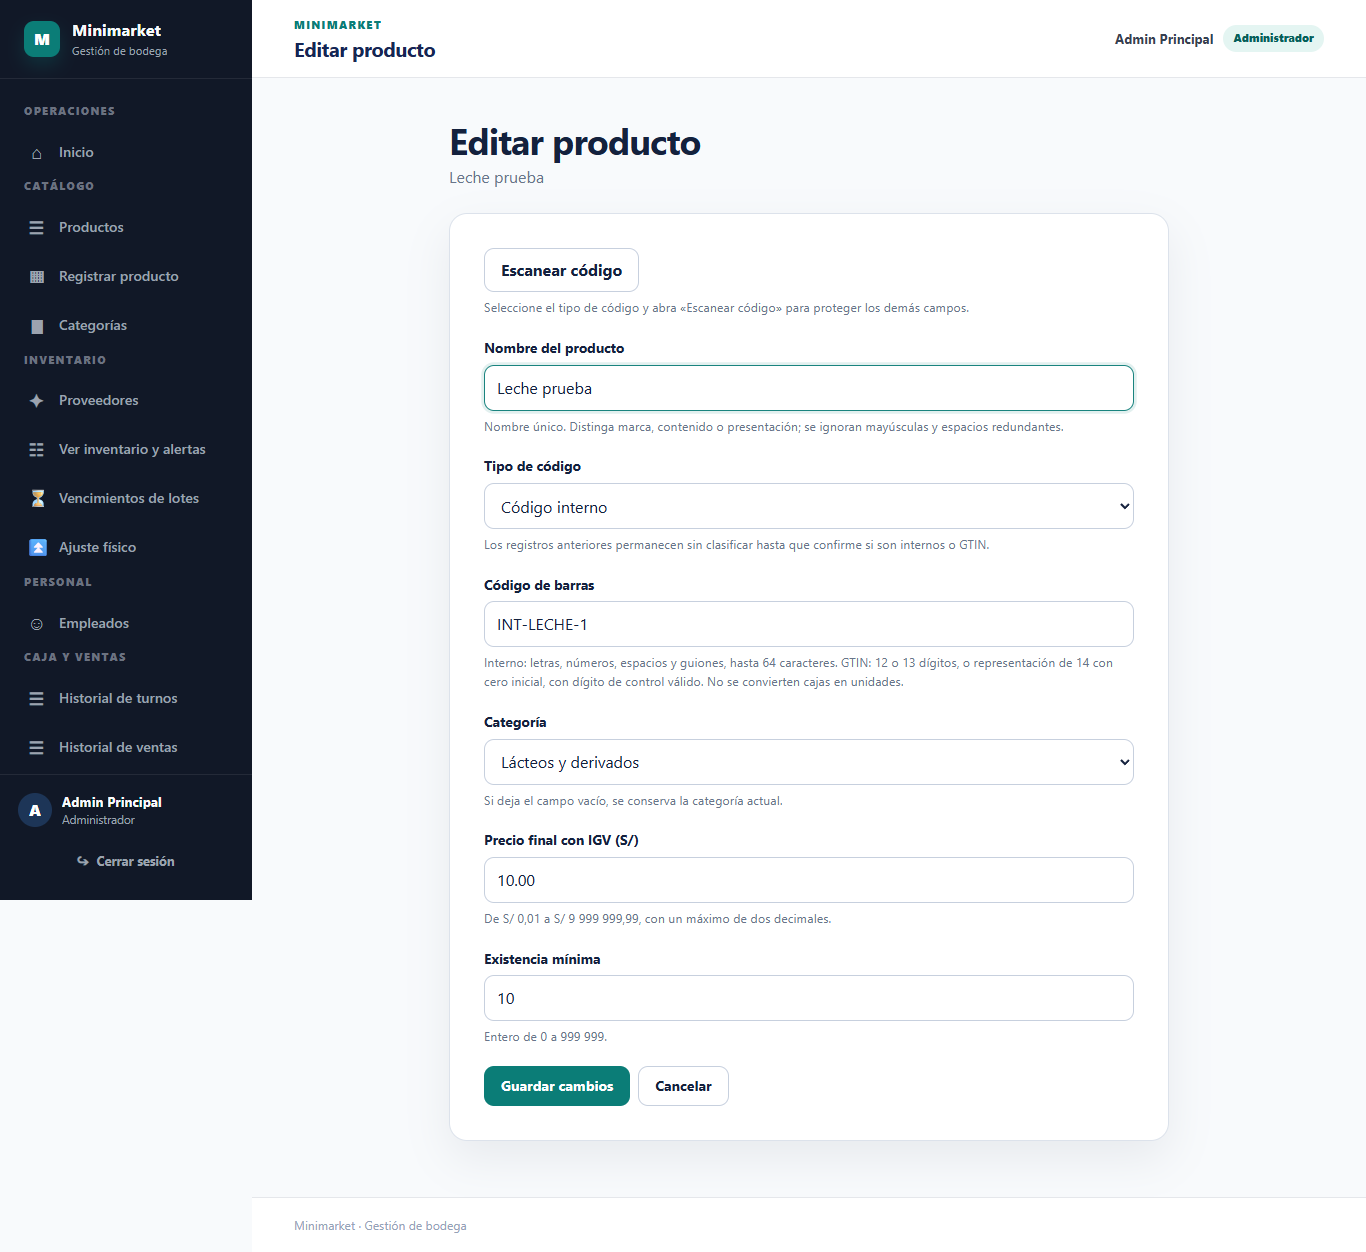 M
Minimarket
Gestión de bodega
OPERACIONES
Inicio
CATÁLOGO
Productos
Registrar producto
Categorías
INVENTARIO
Proveedores
Ver inventario y alertas
Vencimientos de lotes
Ajuste físico
PERSONAL
Empleados
CAJA Y VENTAS
Historial de turnos
Historial de ventas
A
Admin Principal
Administrador
Cerrar sesión
MINIMARKET
Editar producto
Admin Principal
Administrador
Editar producto
Leche prueba
Escanear código
Seleccione el tipo de código y abra «Escanear código» para proteger los demás campos.
Nombre del producto
Leche prueba
Nombre único. Distinga marca, contenido o presentación; se ignoran mayúsculas y espacios redundantes.
Tipo de código
Código interno
Los registros anteriores permanecen sin clasificar hasta que confirme si son internos o GTIN.
Código de barras
INT-LECHE-1
Interno: letras, números, espacios y guiones, hasta 64 caracteres. GTIN: 12 o 13 dígitos, o representación de 14 con
cero inicial, con dígito de control válido. No se convierten cajas en unidades.
Categoría
Lácteos y derivados
Si deja el campo vacío, se conserva la categoría actual.
Precio final con IGV (S/)
10.00
De S/ 0,01 a S/ 9 999 999,99, con un máximo de dos decimales.
Existencia mínima
10
Entero de 0 a 999 999.
Guardar cambios
Cancelar
Minimarket · Gestión de bodega